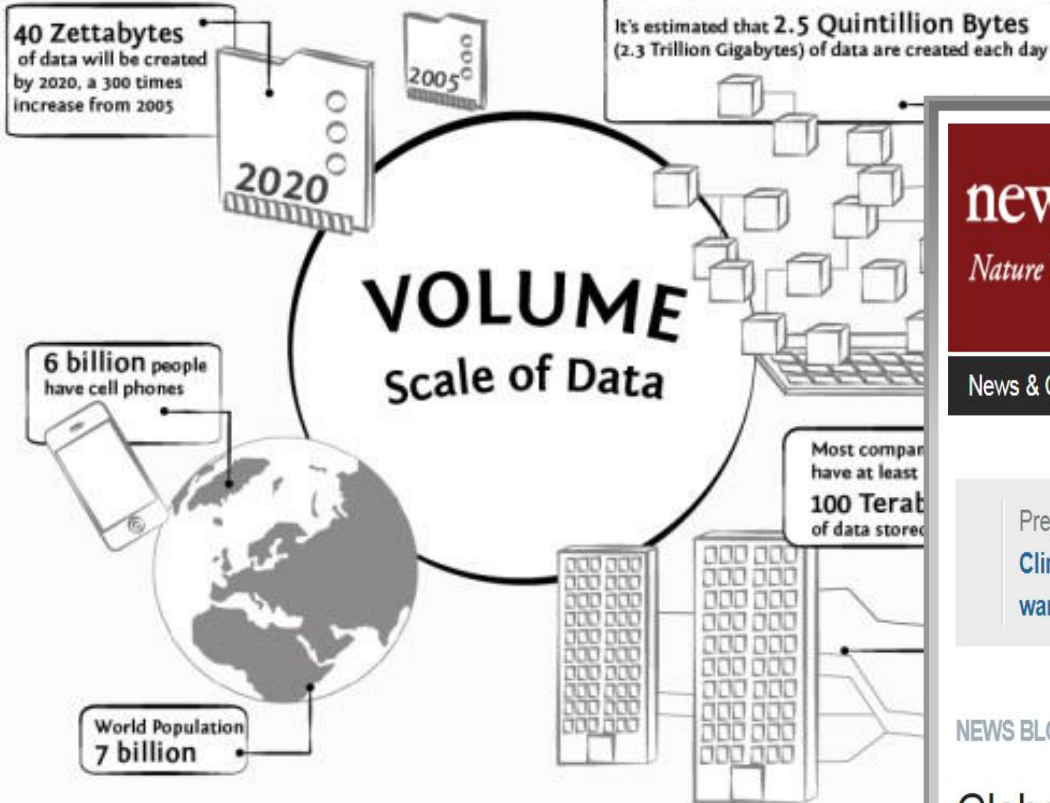 40 Zettabytes
of data will be created
by 2020, a 300 times
increase from 2005
2020
2005
It's estimated that 2.5 Quintillion Bytes
(2.3 Trillion Gigabytes) of data are created each day
VOLUME
Scale of Data
6 billion people
have cell phones
World Population
7 billion
Most compan
have at least
100 Terab
of data stored
new
Nature
News & C
Pre
Clin
war
NEWS BLO